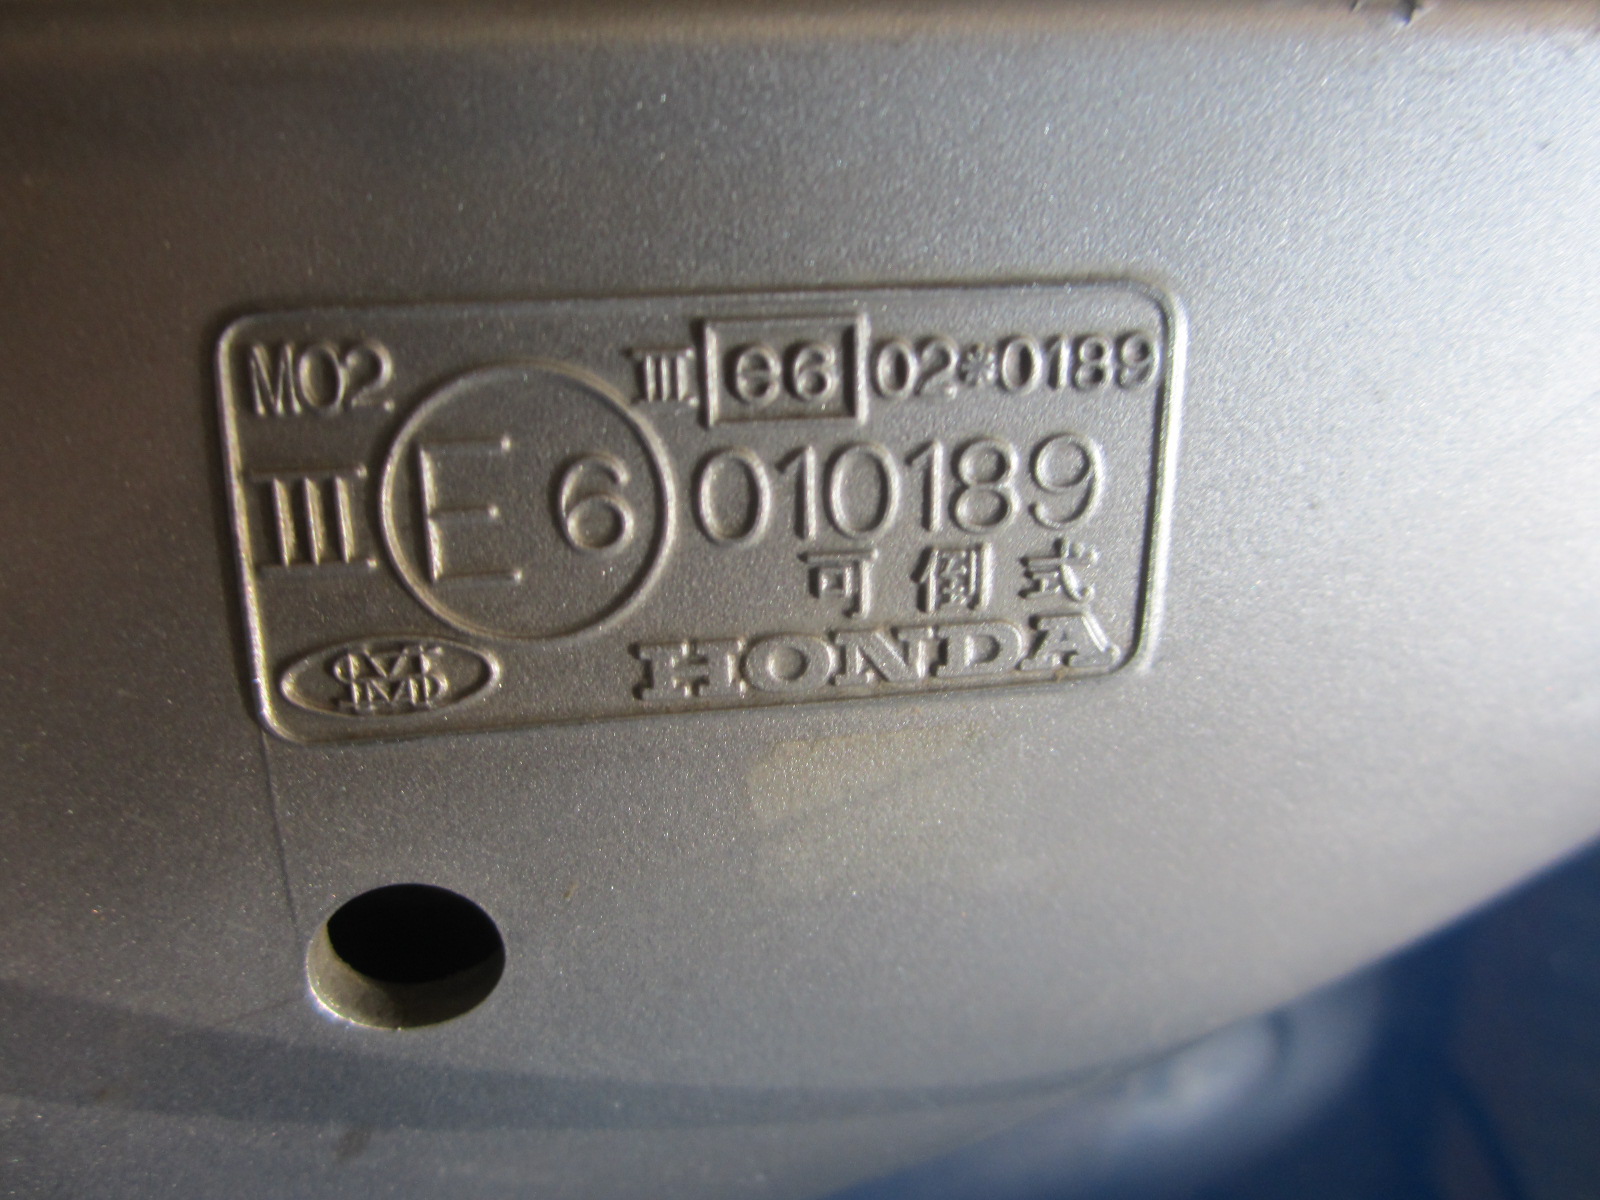 M02
III e6 02*0189
III E 6 010189
可倒式
HONDA